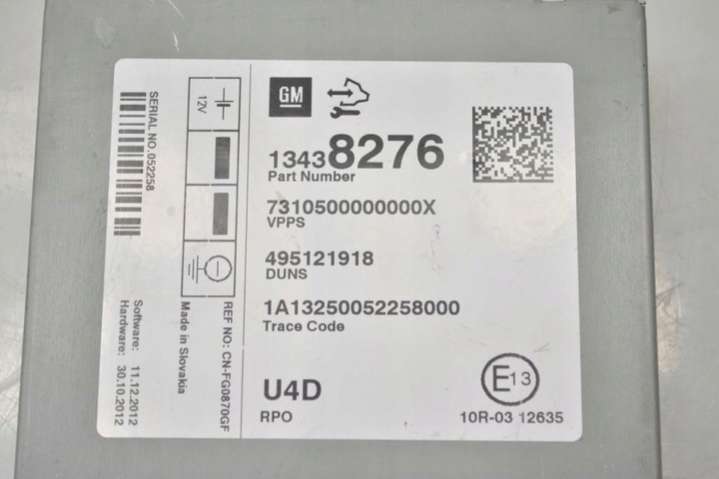 GM
13438276
Part Number
7310500000000X
VPPS
495121918
DUNS
1A13250052258000
Trace Code
U4D
RPO
E13
10R-03 12635
12V
SERIAL NO.052258
REF NO: CN-FG0870GF
Made in Slovakia
Software: 11.12.2012
Hardware: 30.10.2012